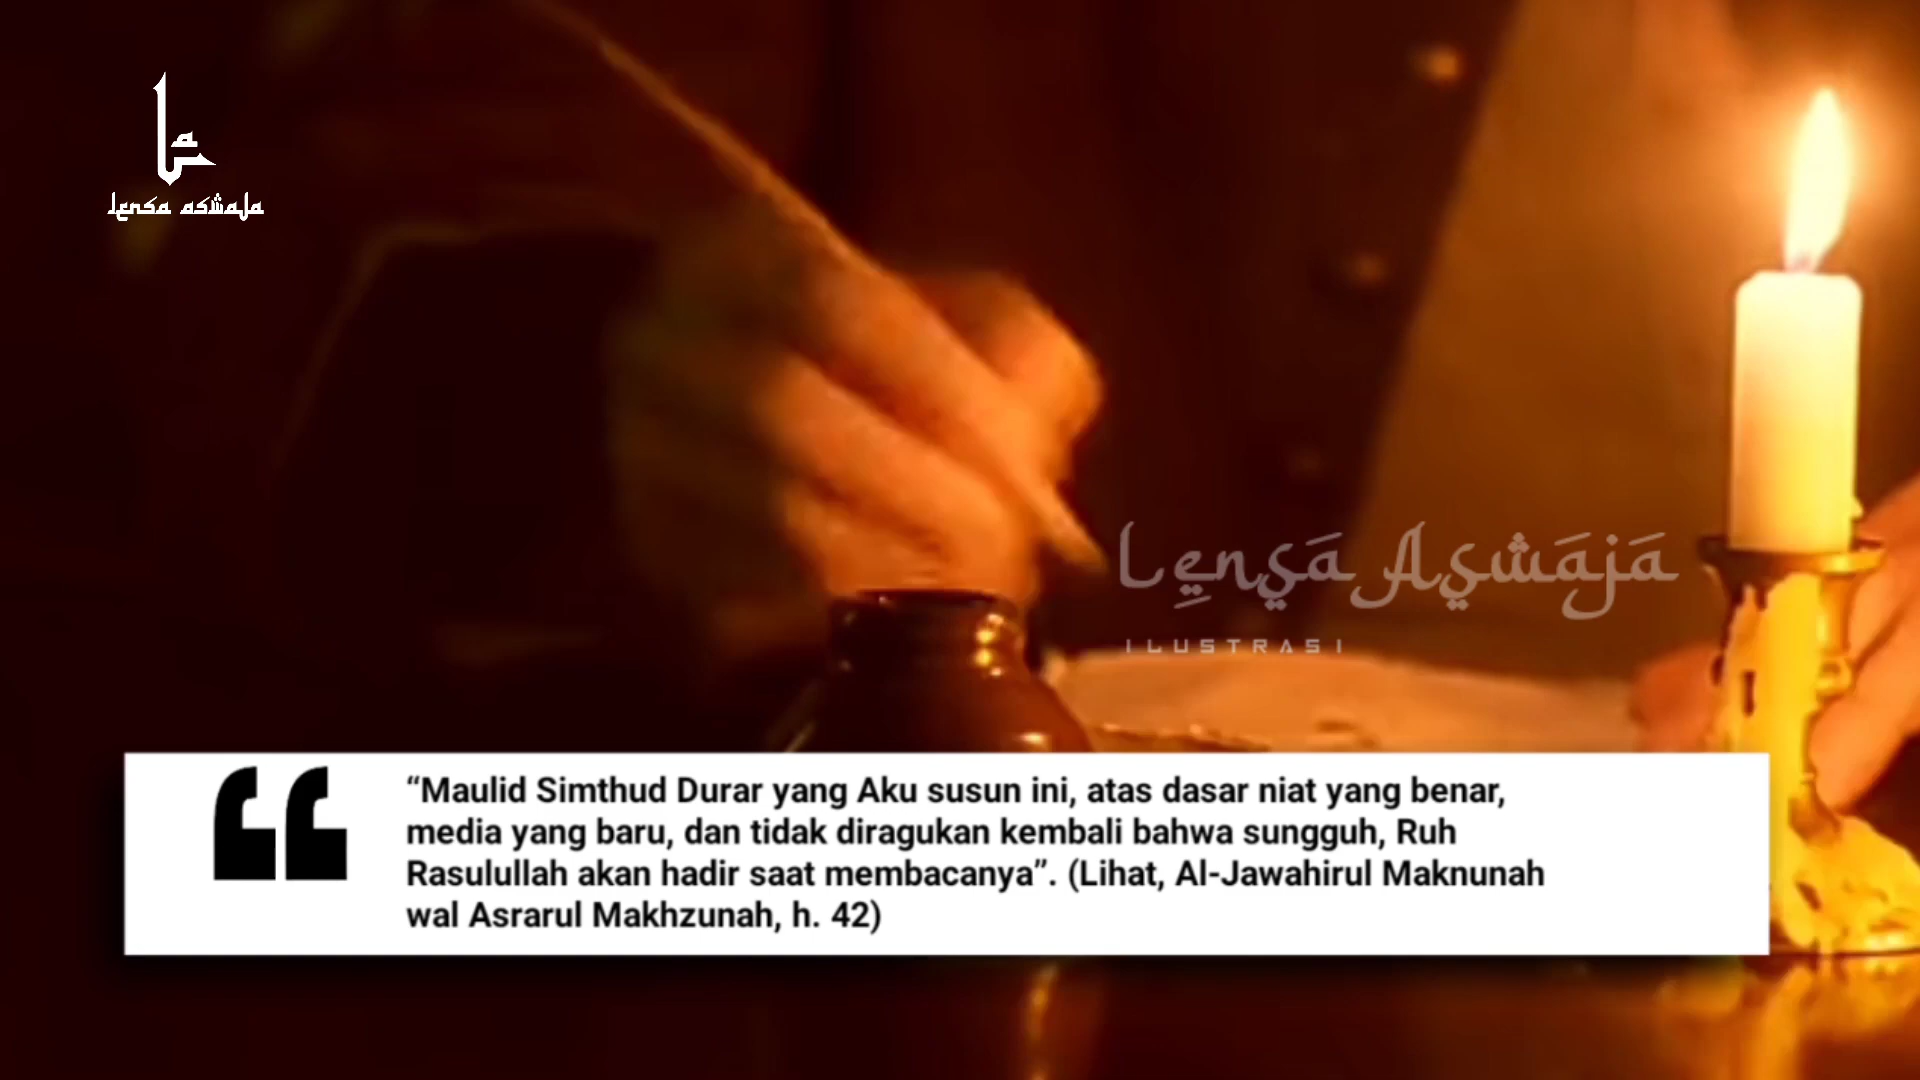 lensa aswaja
Lensa Aswaja
ILUSTRASI
“Maulid Simthud Durar yang Aku susun ini, atas dasar niat yang benar,
media yang baru, dan tidak diragukan kembali bahwa sungguh, Ruh
Rasulullah akan hadir saat membacanya”. (Lihat, Al-Jawahirul Maknunah
wal Asrarul Makhzunah, h. 42)